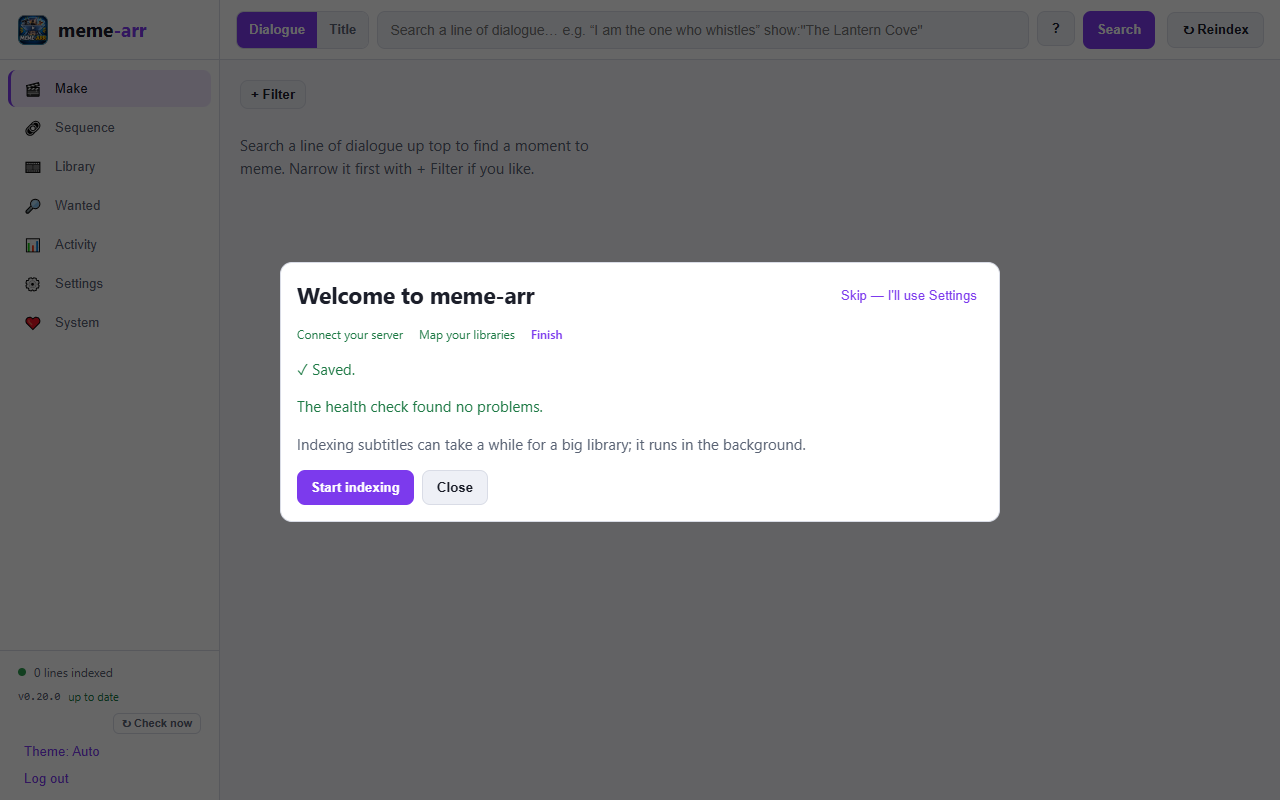 meme-arr
Dialogue Title Search a line of dialogue… e.g. "I am the one who whistles" show:"The Lantern Cove" ? Search ↻ Reindex
Make
Sequence
Library
Wanted
Activity
Settings
System
+ Filter
Search a line of dialogue up top to find a moment to
meme. Narrow it first with + Filter if you like.
Welcome to meme-arr
Skip — I'll use Settings
Connect your server Map your libraries Finish
✓ Saved.
The health check found no problems.
Indexing subtitles can take a while for a big library; it runs in the background.
Start indexing Close
0 lines indexed
v0.20.0 up to date
↻ Check now
Theme: Auto
Log out